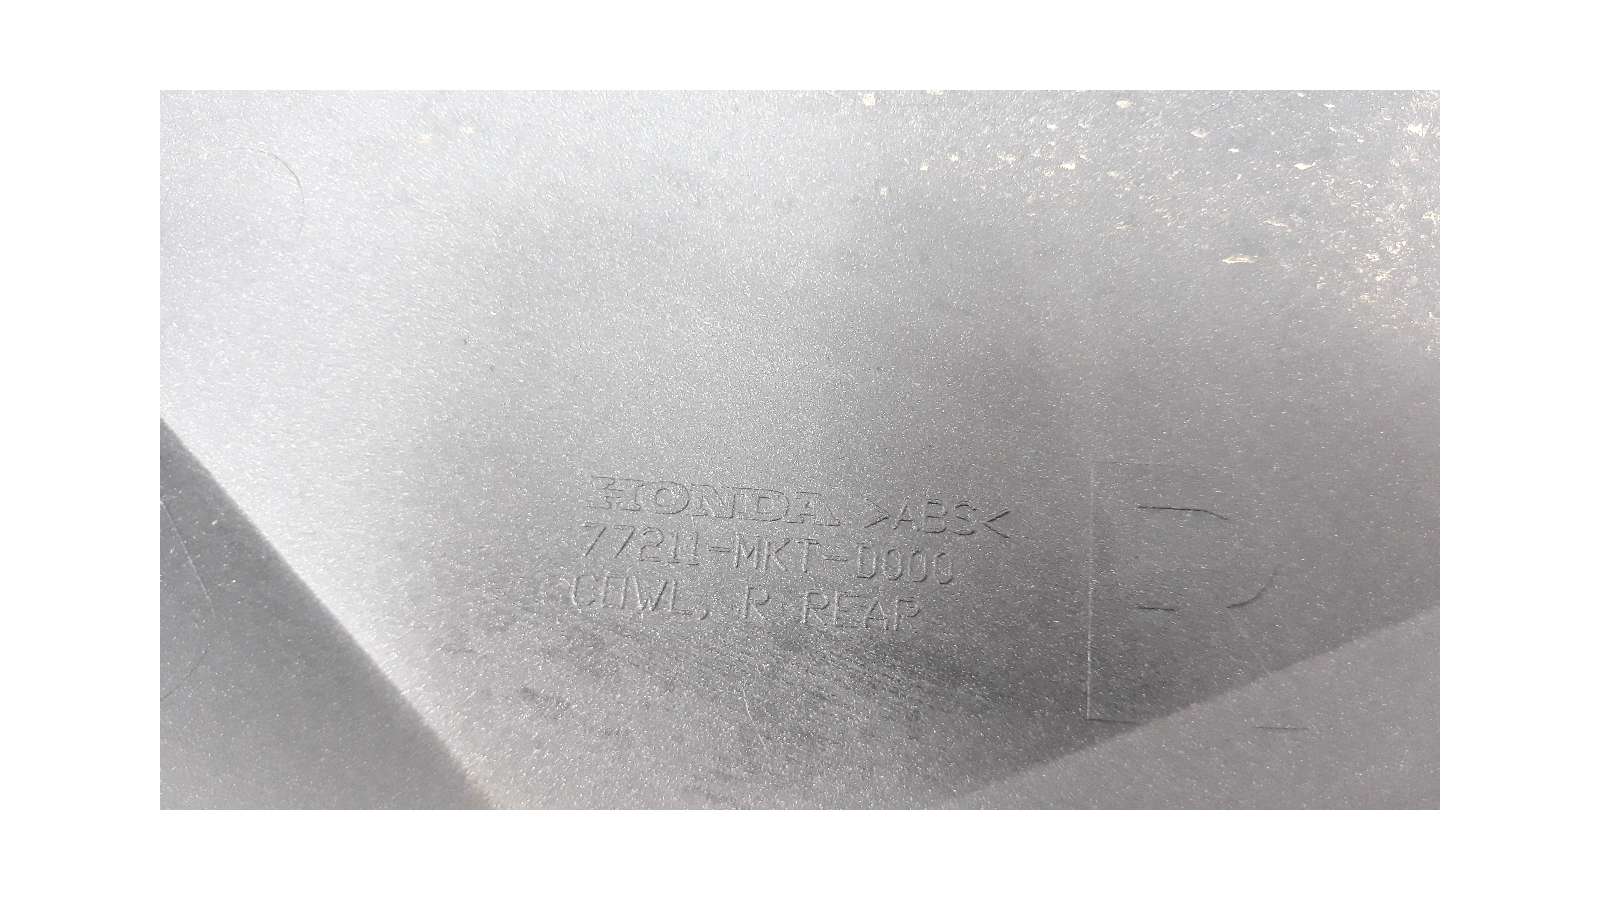 HONDA >ABS<
77211-MKT-D000
COWL, R REAR